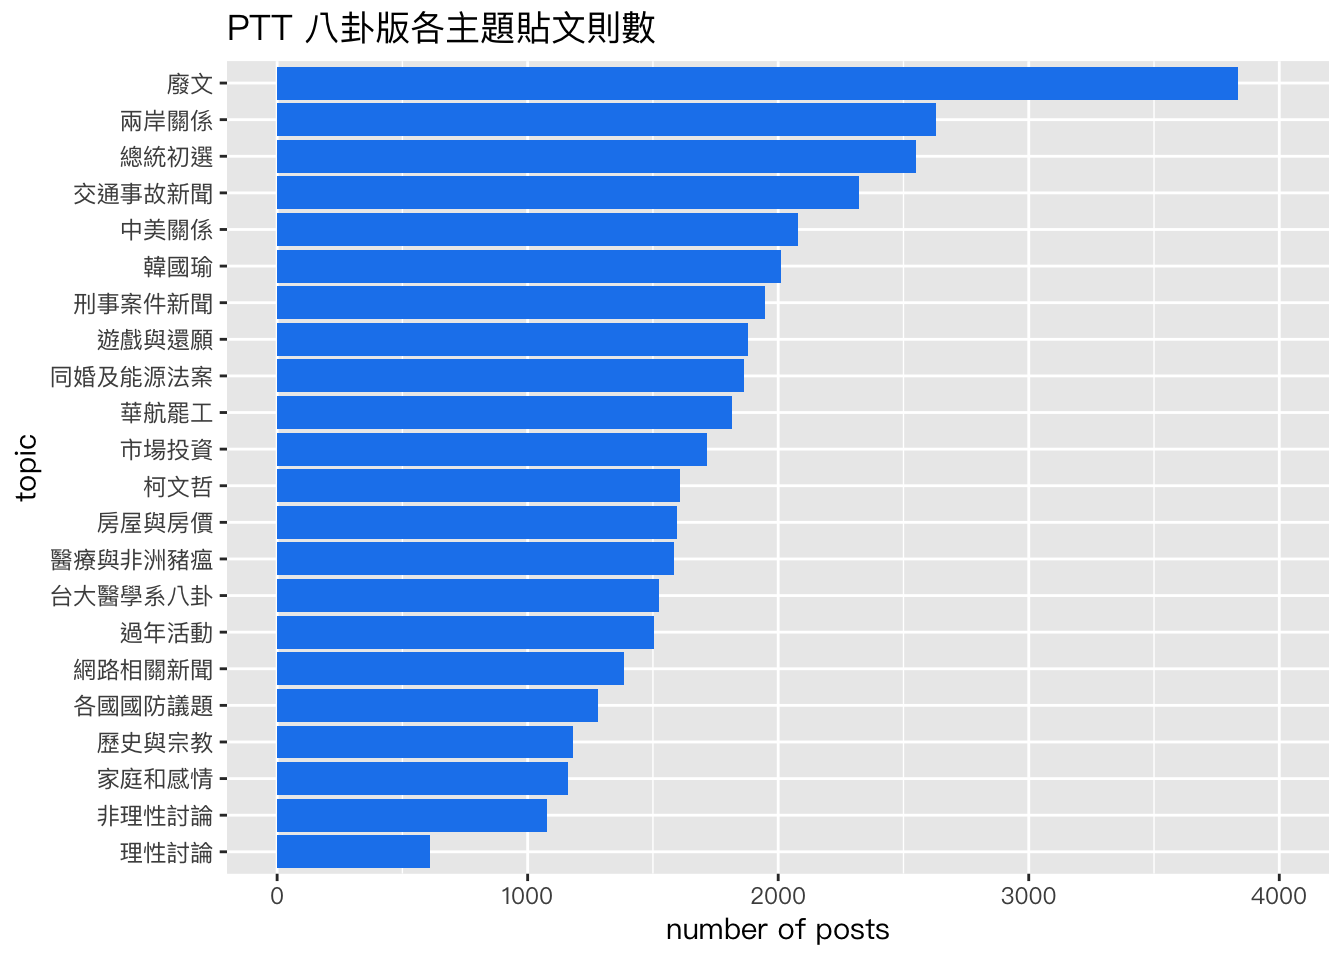 PTT 八卦版各主題貼文則數
廢文
兩岸關係
總統初選
交通事故新聞
中美關係
韓國瑜
刑事案件新聞
遊戲與還願
同婚及能源法案
華航罷工
市場投資
柯文哲
房屋與房價
醫療與非洲豬瘟
台大醫學系八卦
過年活動
網路相關新聞
各國國防議題
歷史與宗教
家庭和感情
非理性討論
理性討論
topic
0 1000 2000 3000 4000
number of posts